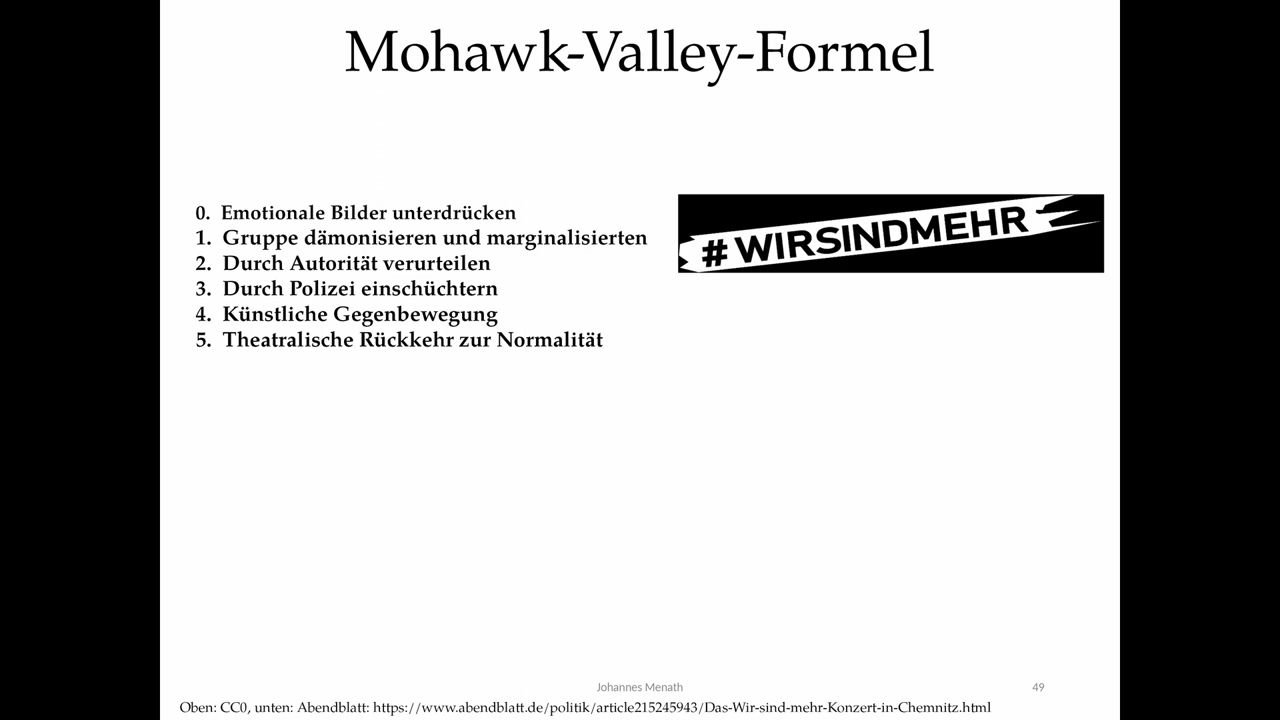 Mohawk-Valley-Formel
0. Emotionale Bilder unterdrücken
1. Gruppe dämonisieren und marginalisierten
2. Durch Autorität verurteilen
3. Durch Polizei einschüchtern
4. Künstliche Gegenbewegung
5. Theatralische Rückkehr zur Normalität
# WIRSINDMEHR
Johannes Menath
49
Oben: CC0, unten: Abendblatt: https://www.abendblatt.de/politik/article215245943/Das-Wir-sind-mehr-Konzert-in-Chemnitz.html